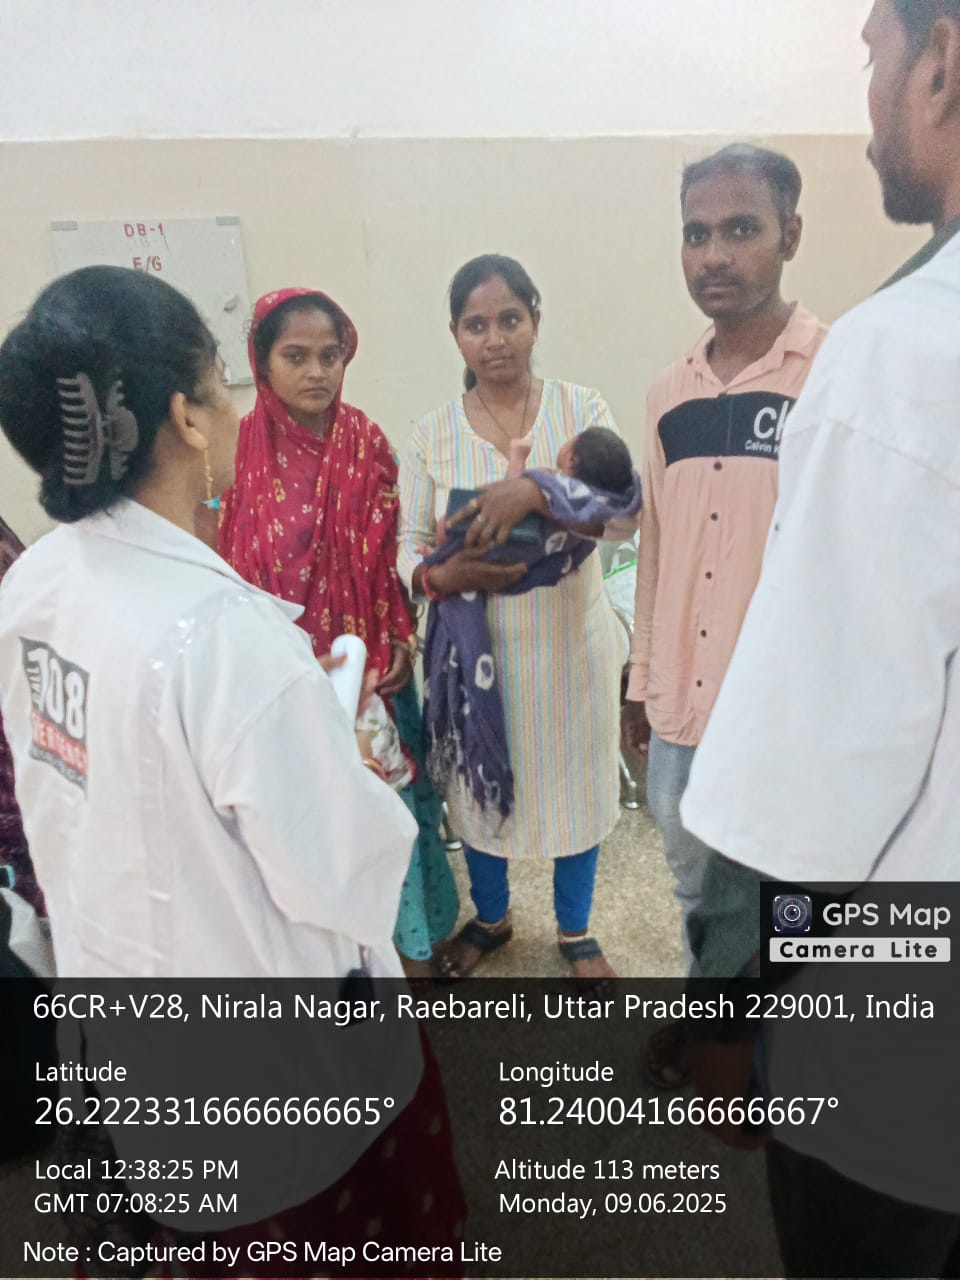 DB-1
E/G
CK
Calvin
CALL
108
GPS Map
Camera Lite
66CR+V28, Nirala Nagar, Raebareli, Uttar Pradesh 229001, India
Latitude
26.222331666666665°
Longitude
81.24004166666667°
Local 12:38:25 PM
GMT 07:08:25 AM
Altitude 113 meters
Monday, 09.06.2025
Note : Captured by GPS Map Camera Lite